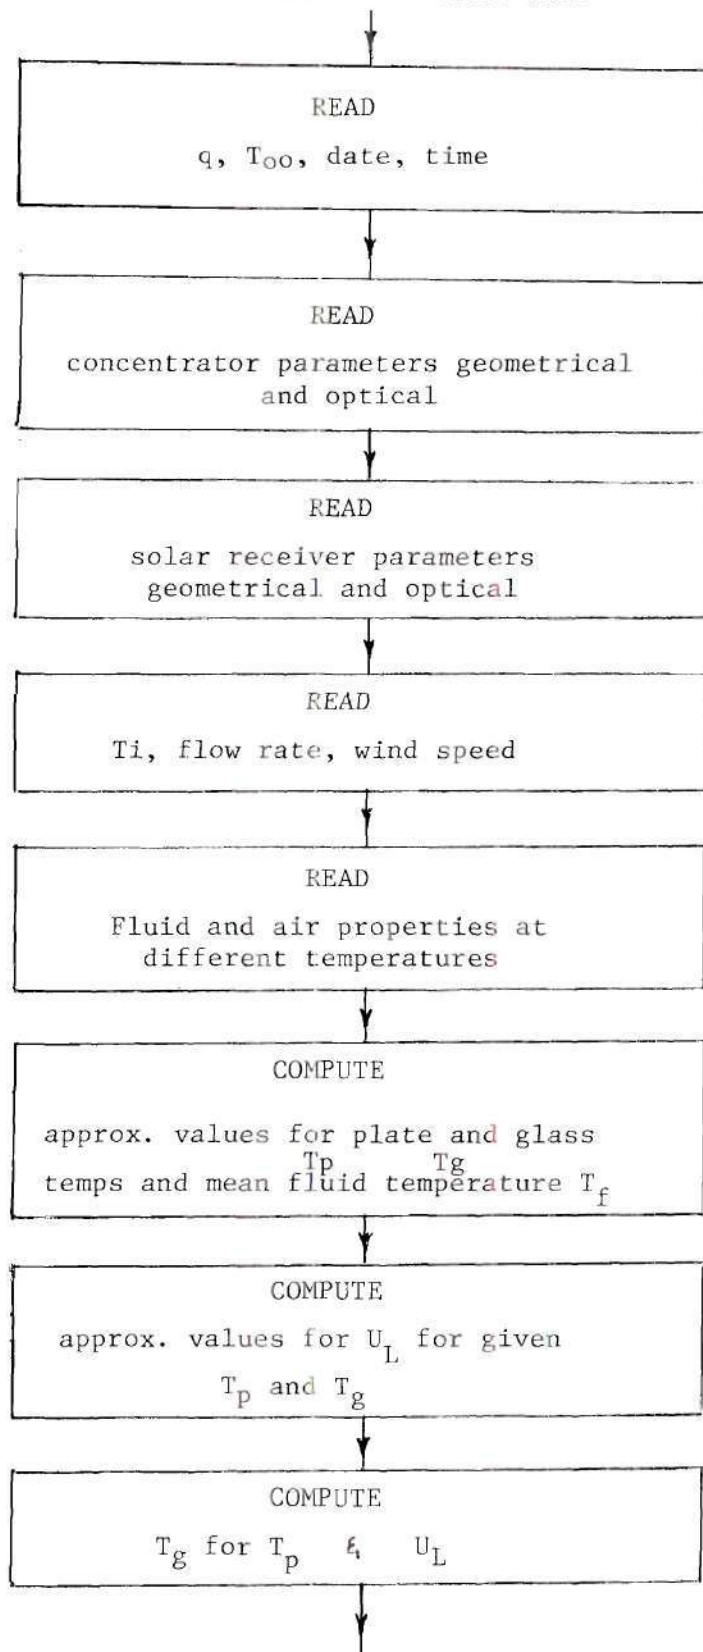 READ
q, Too, date, time
READ
concentrator parameters geometrical
and optical
READ
solar receiver parameters
geometrical and optical
READ
Ti, flow rate, wind speed
READ
Fluid and air properties at
different temperatures
COMPUTE
approx. values for plate and glass
Tp Tg
temps and mean fluid temperature Tf
COMPUTE
approx. values for UL for given
Tp and Tg
COMPUTE
Tg for Tp & UL